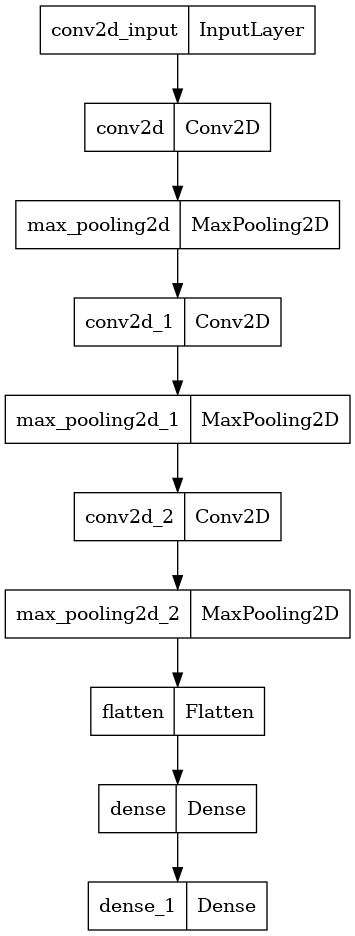 conv2d_input InputLayer
conv2d Conv2D
max_pooling2d MaxPooling2D
conv2d_1 Conv2D
max_pooling2d_1 MaxPooling2D
conv2d_2 Conv2D
max_pooling2d_2 MaxPooling2D
flatten Flatten
dense Dense
dense_1 Dense